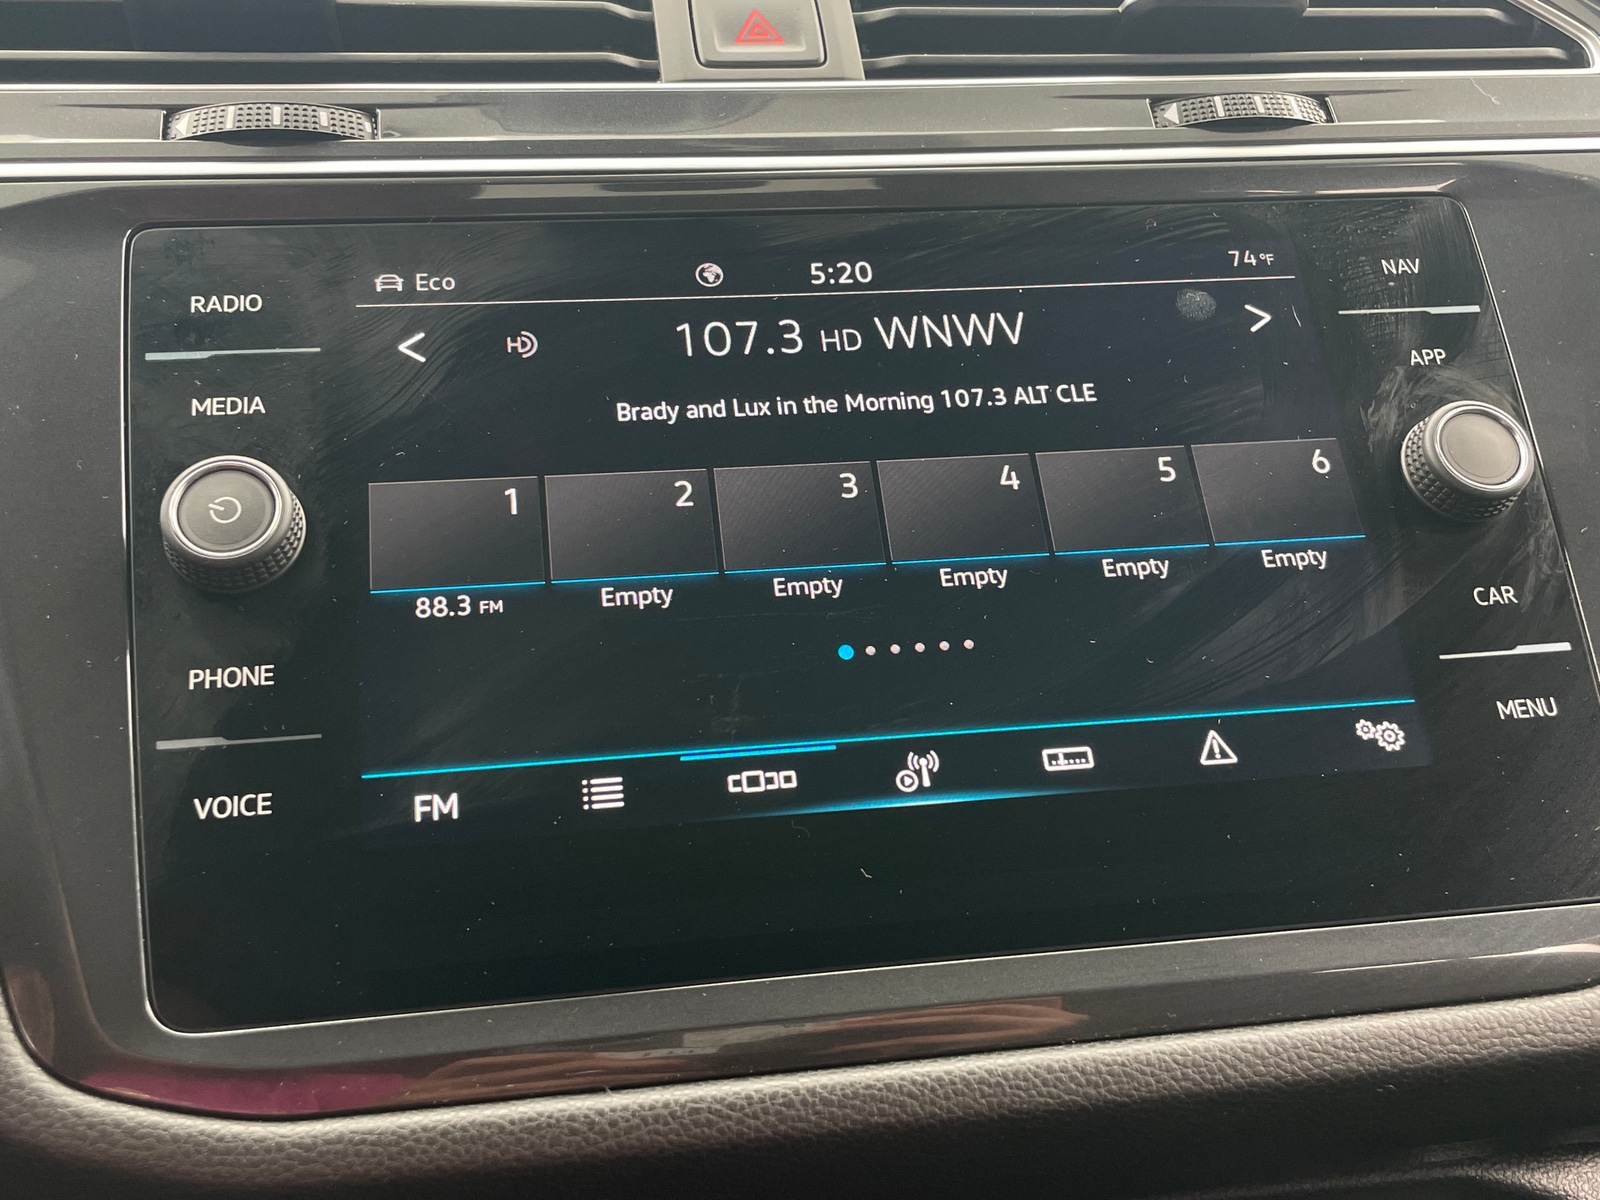 Eco 5:20 74°F
RADIO
MEDIA
PHONE
VOICE
HD 107.3 HD WNWV
Brady and Lux in the Morning 107.3 ALT CLE
1 2 3 4 5 6
88.3 FM Empty Empty Empty Empty Empty
FM
NAV
APP
CAR
MENU